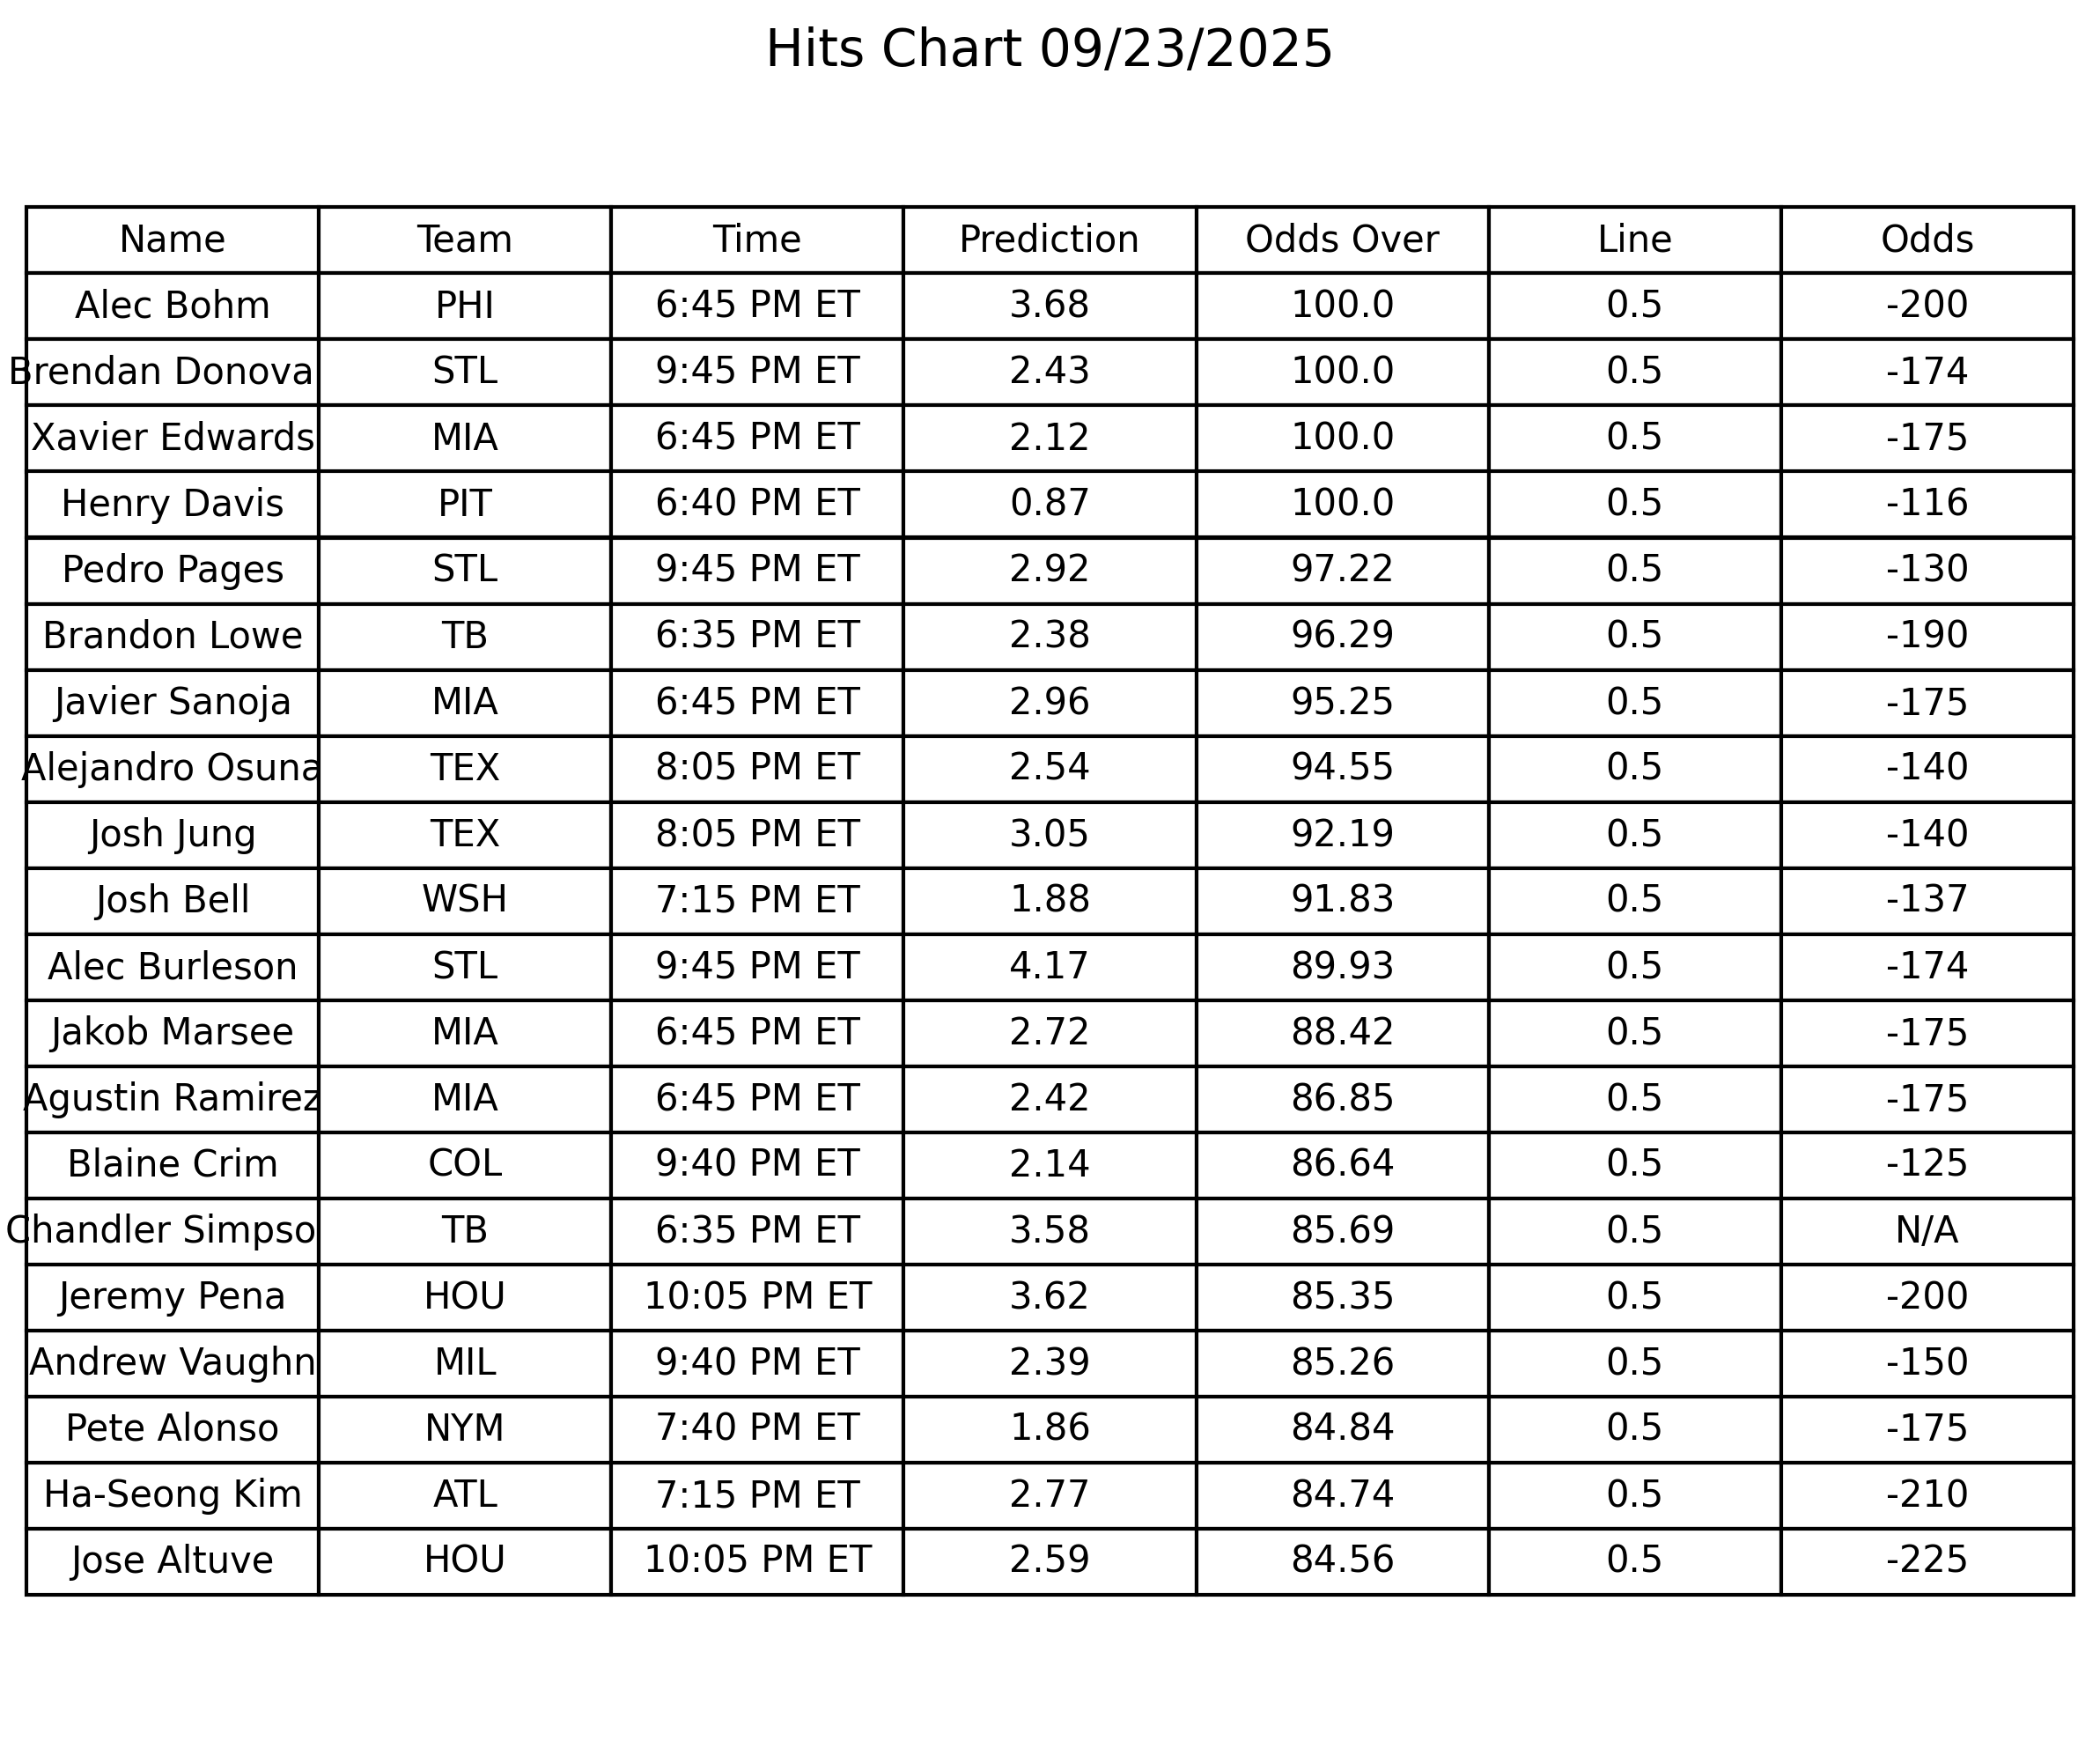 Hits Chart 09/23/2025
Name Team Time Prediction Odds Over Line Odds
Alec Bohm PHI 6:45 PM ET 3.68 100.0 0.5 -200
Brendan Donova STL 9:45 PM ET 2.43 100.0 0.5 -174
Xavier Edwards MIA 6:45 PM ET 2.12 100.0 0.5 -175
Henry Davis PIT 6:40 PM ET 0.87 100.0 0.5 -116
Pedro Pages STL 9:45 PM ET 2.92 97.22 0.5 -130
Brandon Lowe TB 6:35 PM ET 2.38 96.29 0.5 -190
Javier Sanoja MIA 6:45 PM ET 2.96 95.25 0.5 -175
Alejandro Osuna TEX 8:05 PM ET 2.54 94.55 0.5 -140
Josh Jung TEX 8:05 PM ET 3.05 92.19 0.5 -140
Josh Bell WSH 7:15 PM ET 1.88 91.83 0.5 -137
Alec Burleson STL 9:45 PM ET 4.17 89.93 0.5 -174
Jakob Marsee MIA 6:45 PM ET 2.72 88.42 0.5 -175
Agustin Ramirez MIA 6:45 PM ET 2.42 86.85 0.5 -175
Blaine Crim COL 9:40 PM ET 2.14 86.64 0.5 -125
Chandler Simpso TB 6:35 PM ET 3.58 85.69 0.5 N/A
Jeremy Pena HOU 10:05 PM ET 3.62 85.35 0.5 -200
Andrew Vaughn MIL 9:40 PM ET 2.39 85.26 0.5 -150
Pete Alonso NYM 7:40 PM ET 1.86 84.84 0.5 -175
Ha-Seong Kim ATL 7:15 PM ET 2.77 84.74 0.5 -210
Jose Altuve HOU 10:05 PM ET 2.59 84.56 0.5 -225